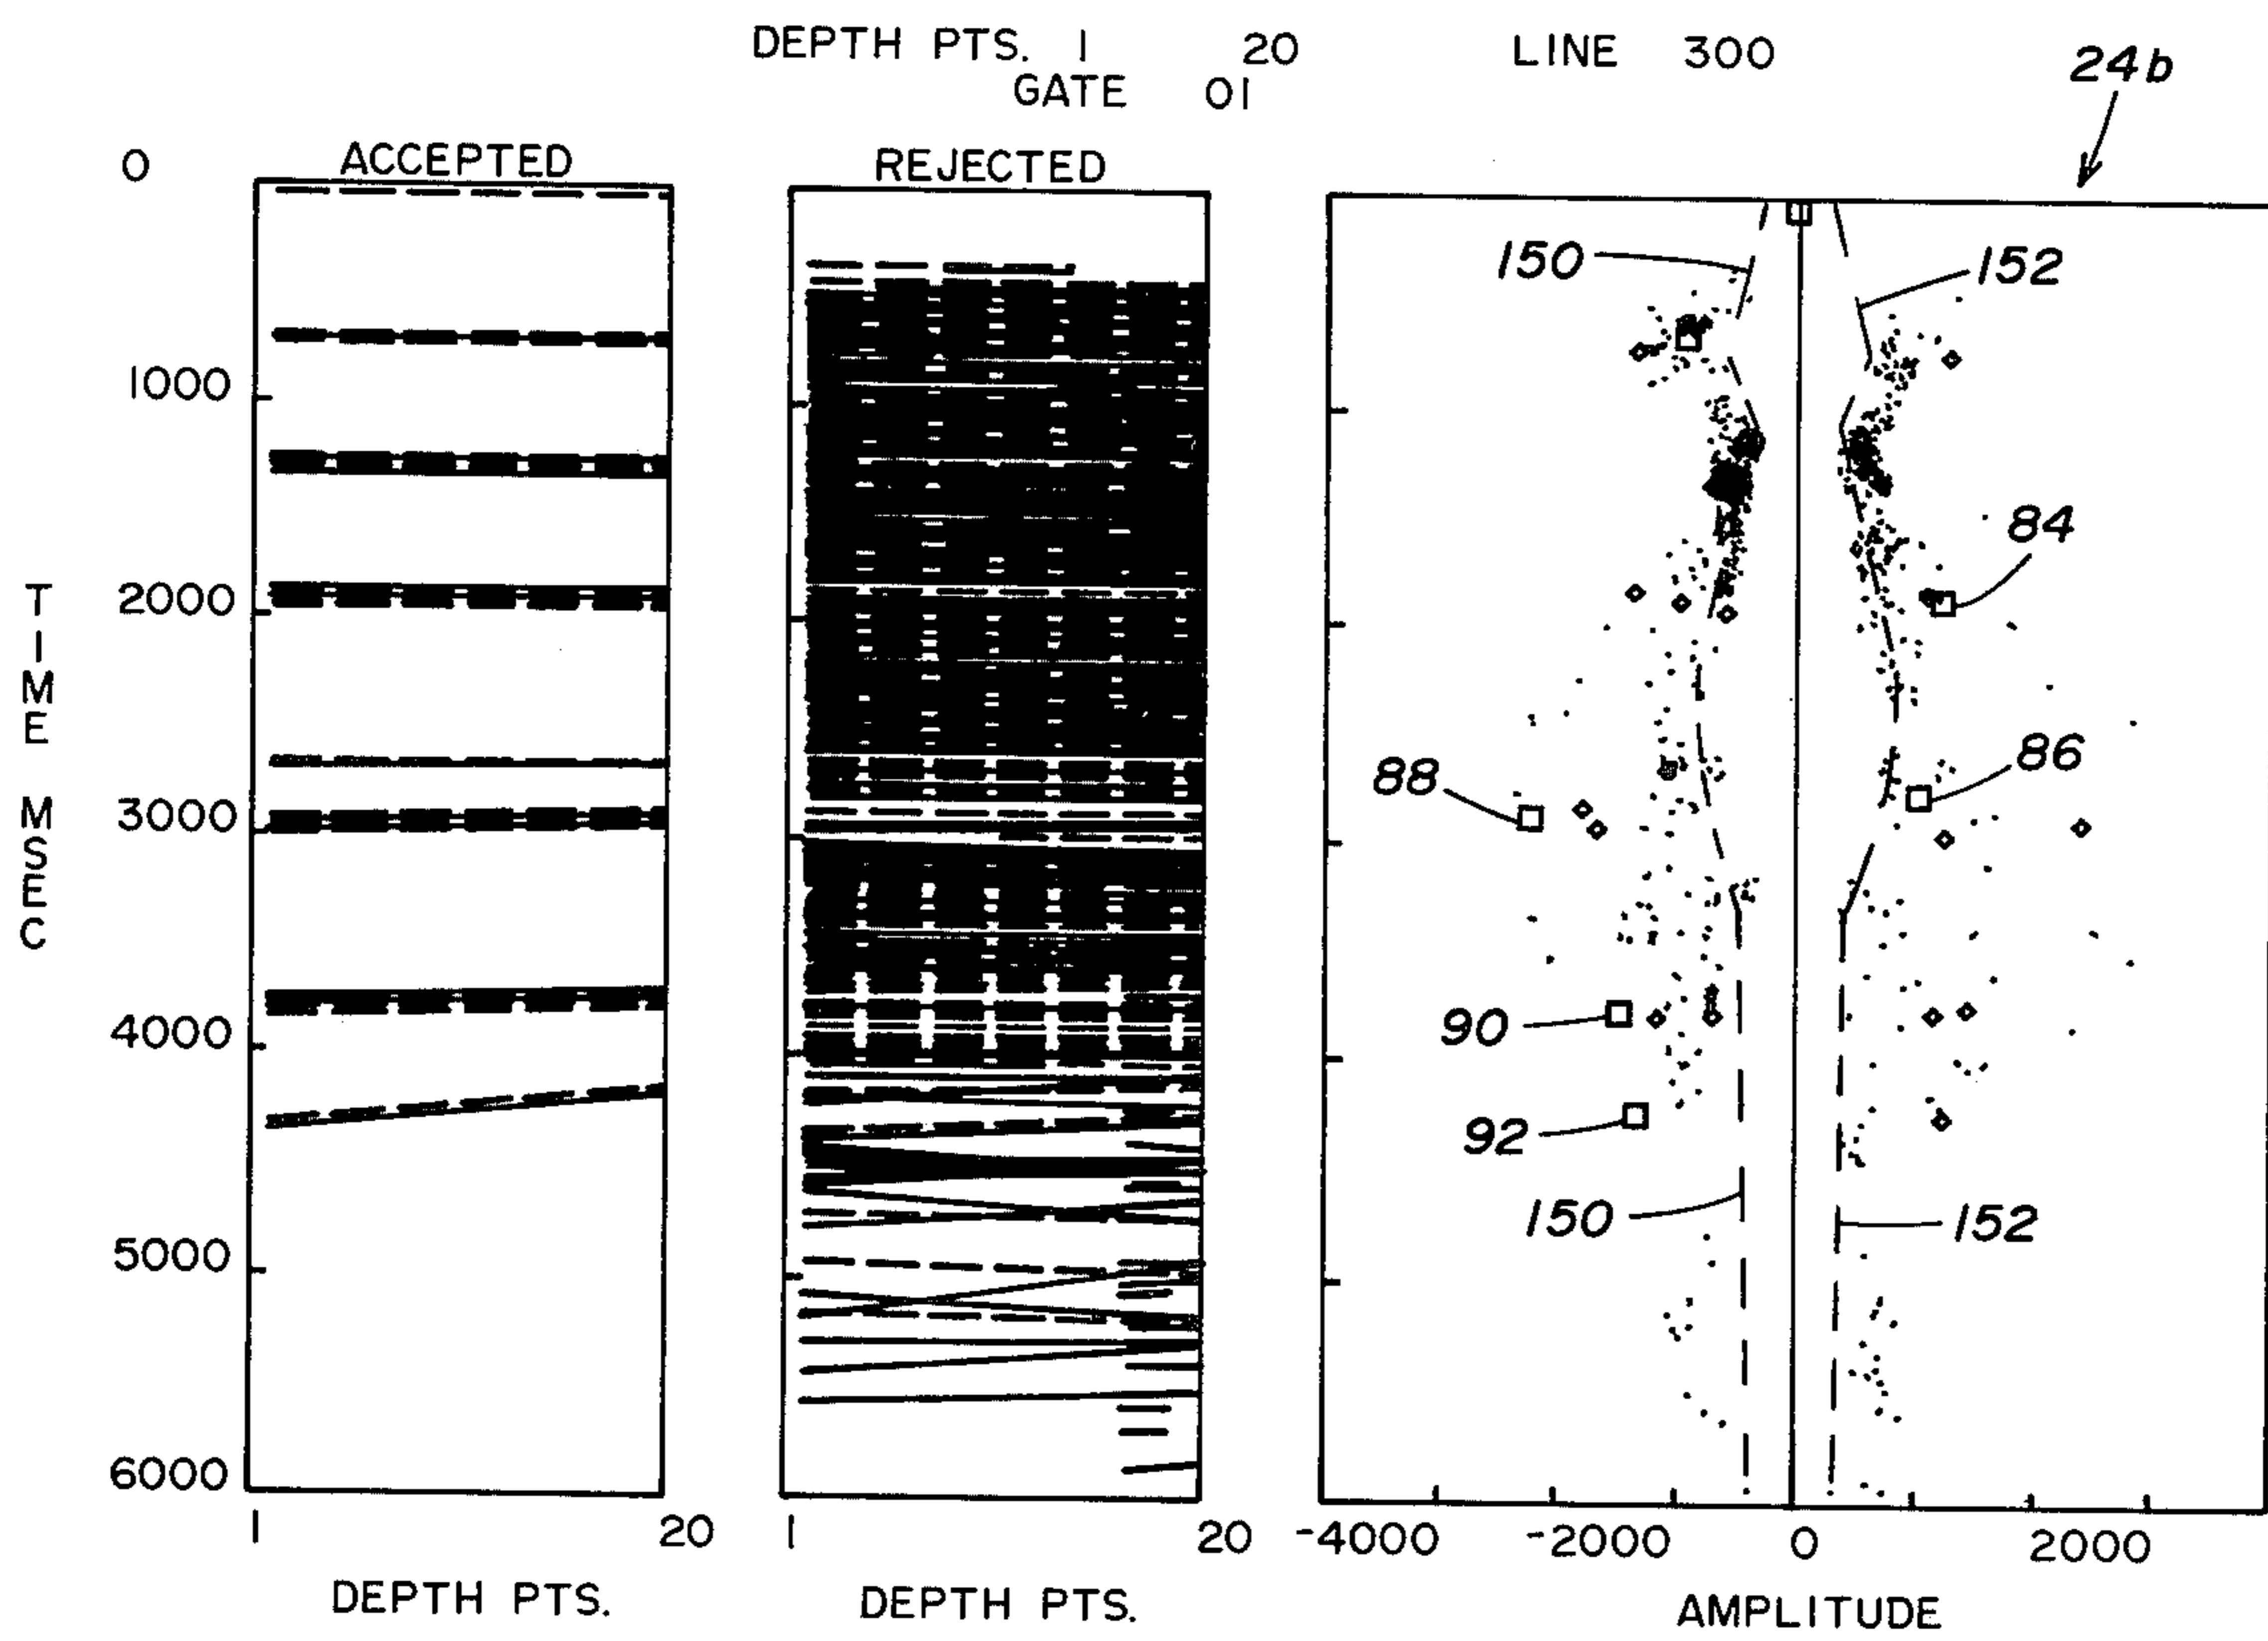 DEPTH PTS. 1 20 LINE 300
GATE 01
24b
0
ACCEPTED
REJECTED
150
152
1000
84
2000
TIME MSEC
86
88
3000
90
4000
92
150
152
5000
6000
1 20 1 20 -4000 -2000 0 2000
DEPTH PTS. DEPTH PTS. AMPLITUDE